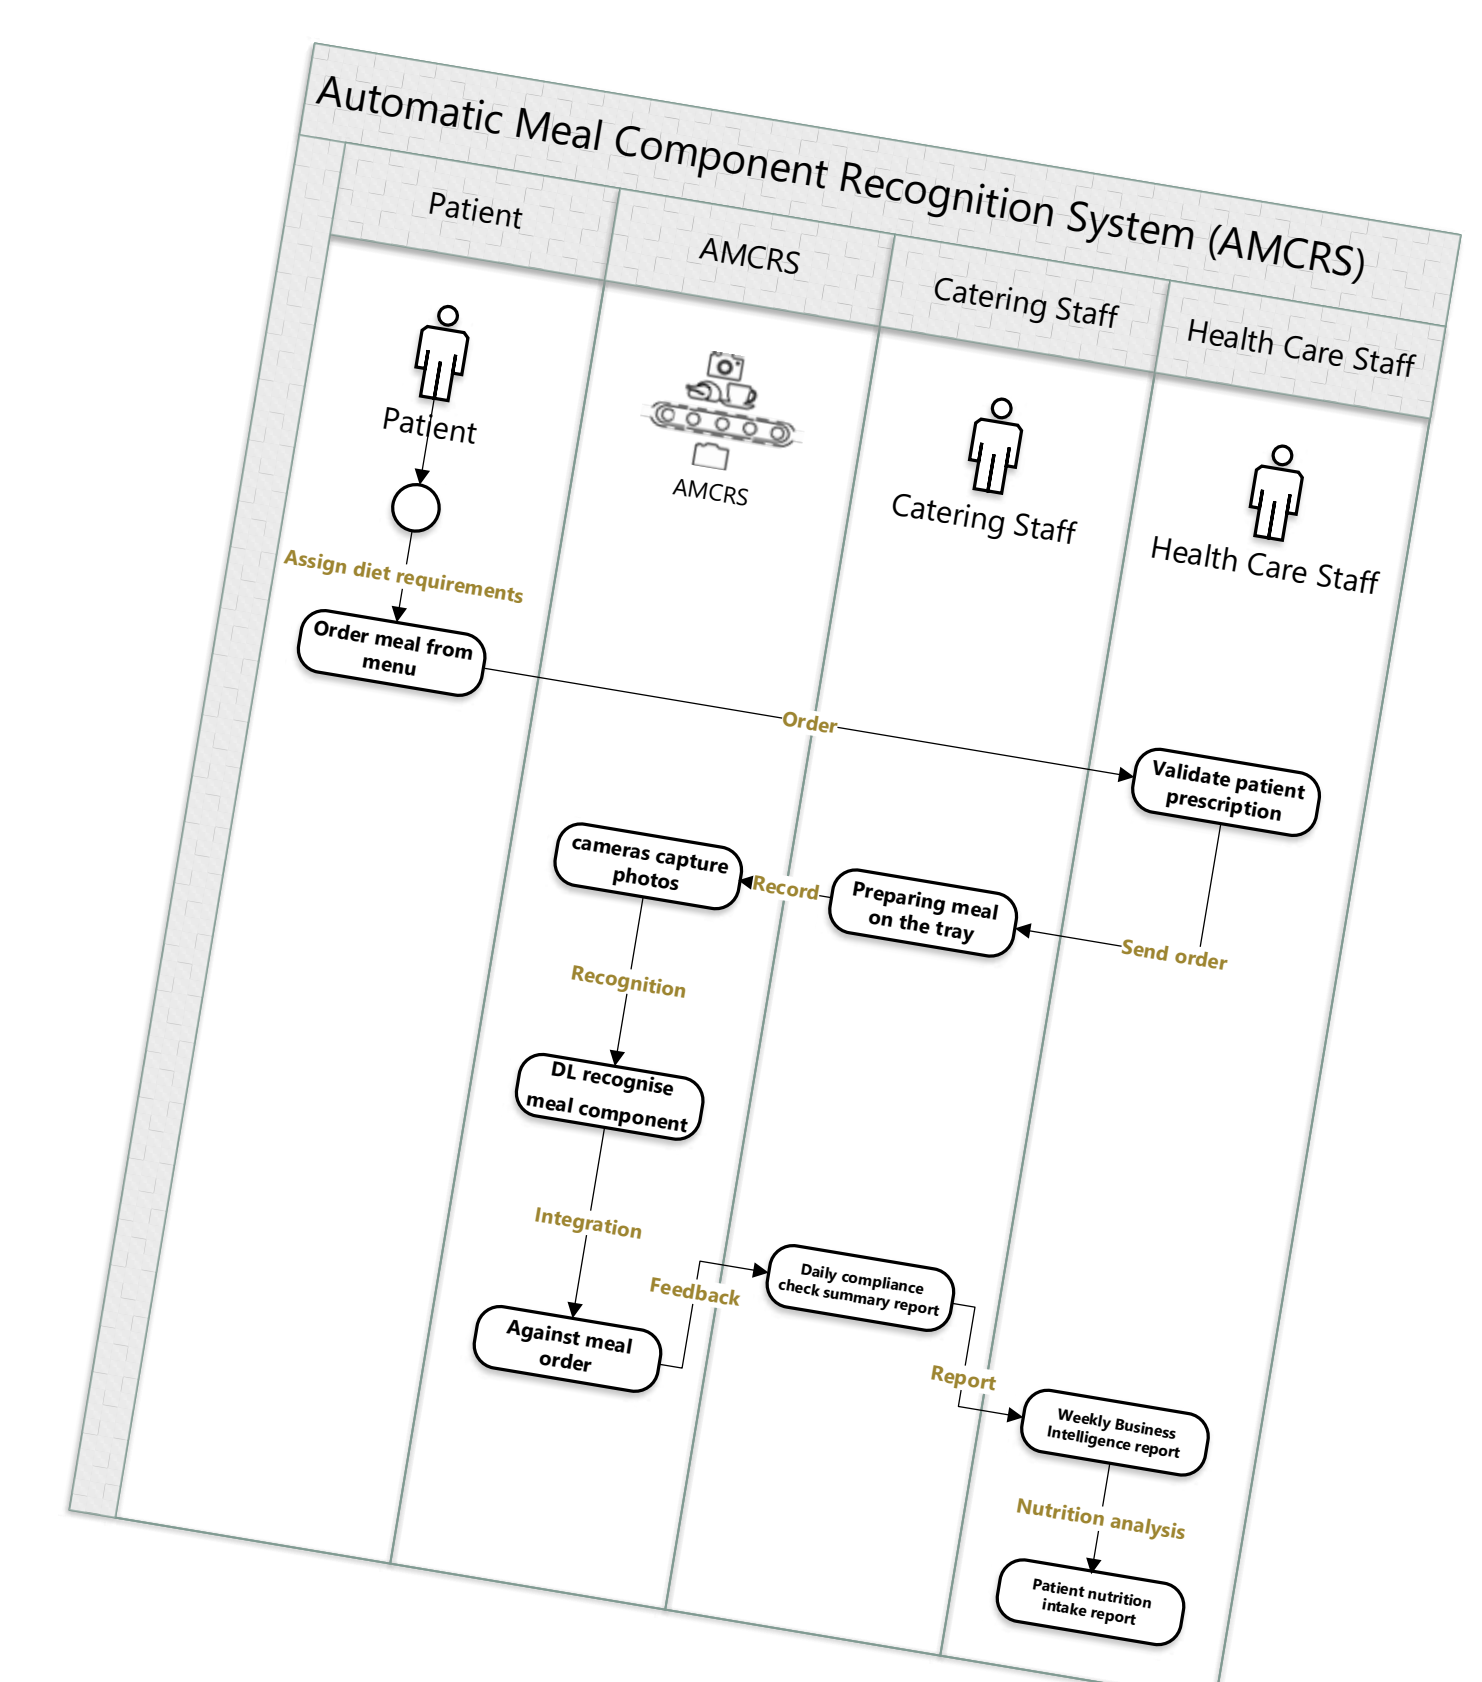 Automatic Meal Component Recognition System (AMCRS)
Patient
AMCRS
Catering Staff
Health Care Staff
Patient
AMCRS
Catering Staff
Health Care Staff
Assign diet requirements
Order meal from
menu
Order
Validate patient
prescription
Send order
Preparing meal
on the tray
Record
cameras capture
photos
Recognition
DL recognise
meal component
Integration
Against meal
order
Feedback
Daily compliance
check summary report
Report
Weekly Business
Intelligence report
Nutrition analysis
Patient nutrition
intake report